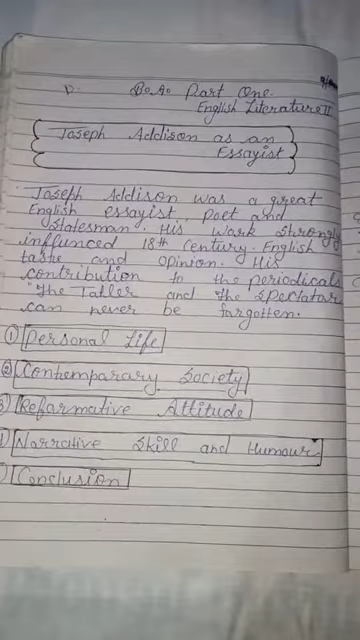 B.A. Part One.
English Literature II
Joseph Addison as an
Essayist
Joseph Addison was a great
English essayist, Poet and
Statesman. His work strongly
influnced 18th Century. English
taste and opinion. His
contribution to the periodicals
"The Tatler and the Spectator
can never be forgotten.
① Personal Life
② Contemparary Society
Reformative Attitude
Narrative Skill and Humour
Conclusion